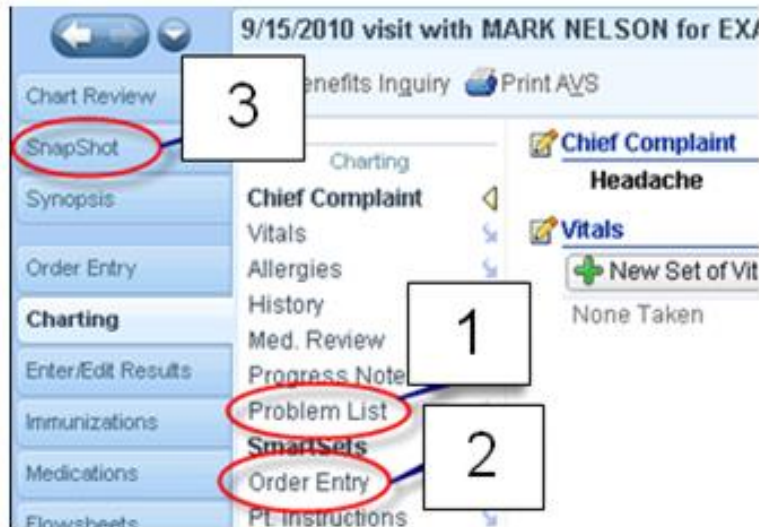 9/15/2010 visit with MARK NELSON for
enefits Inquiry Print AVS
Chart Review
SnapShot
Synopsis
Order Entry
Charting
Enter/Edit Results
Immunizations
Medications
Flowsheets
3
Charting
Chief Complaint
Vitals
Allergies
History
Med. Review
Progress Note
Problem List
SmartSets
Order Entry
Pt. Instructions
1
2
Chief Complaint
Headache
Vitals
New Set of Vit
None Taken